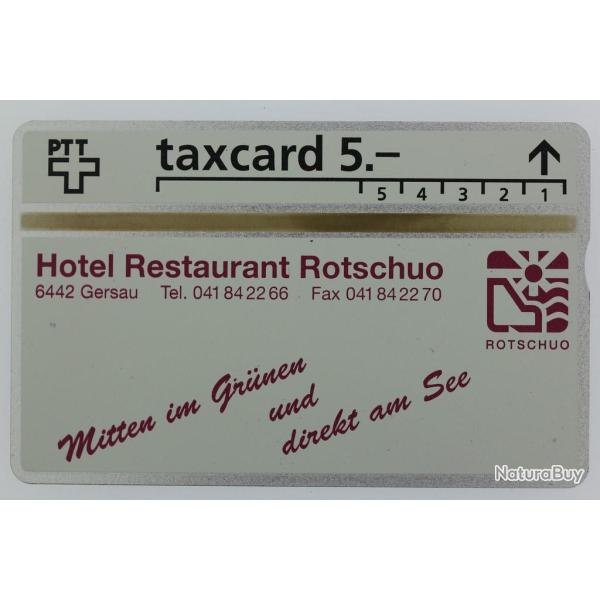 PTT
taxcard 5.–
5 4 3 2 1
Hotel Restaurant Rotschuo
6442 Gersau Tel. 041 84 22 66 Fax 041 84 22 70
ROTSCHUO
Mitten im Grünen
und
direkt am See
NaturaBuy